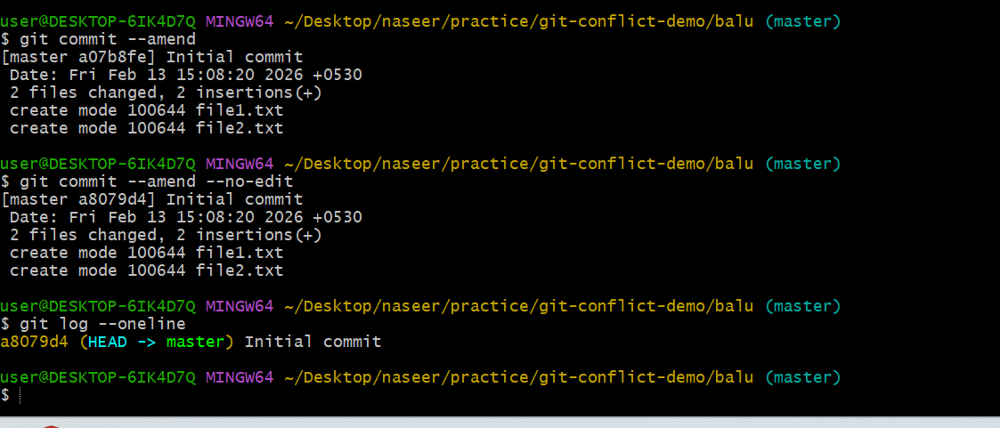 user@DESKTOP-6IK4D7Q MINGW64 ~/Desktop/naseer/practice/git-conflict-demo/balu (master)
$ git commit --amend
[master a07b8fe] Initial commit
 Date: Fri Feb 13 15:08:20 2026 +0530
 2 files changed, 2 insertions(+)
 create mode 100644 file1.txt
 create mode 100644 file2.txt

user@DESKTOP-6IK4D7Q MINGW64 ~/Desktop/naseer/practice/git-conflict-demo/balu (master)
$ git commit --amend --no-edit
[master a8079d4] Initial commit
 Date: Fri Feb 13 15:08:20 2026 +0530
 2 files changed, 2 insertions(+)
 create mode 100644 file1.txt
 create mode 100644 file2.txt

user@DESKTOP-6IK4D7Q MINGW64 ~/Desktop/naseer/practice/git-conflict-demo/balu (master)
$ git log --oneline
a8079d4 (HEAD -> master) Initial commit

user@DESKTOP-6IK4D7Q MINGW64 ~/Desktop/naseer/practice/git-conflict-demo/balu (master)
$